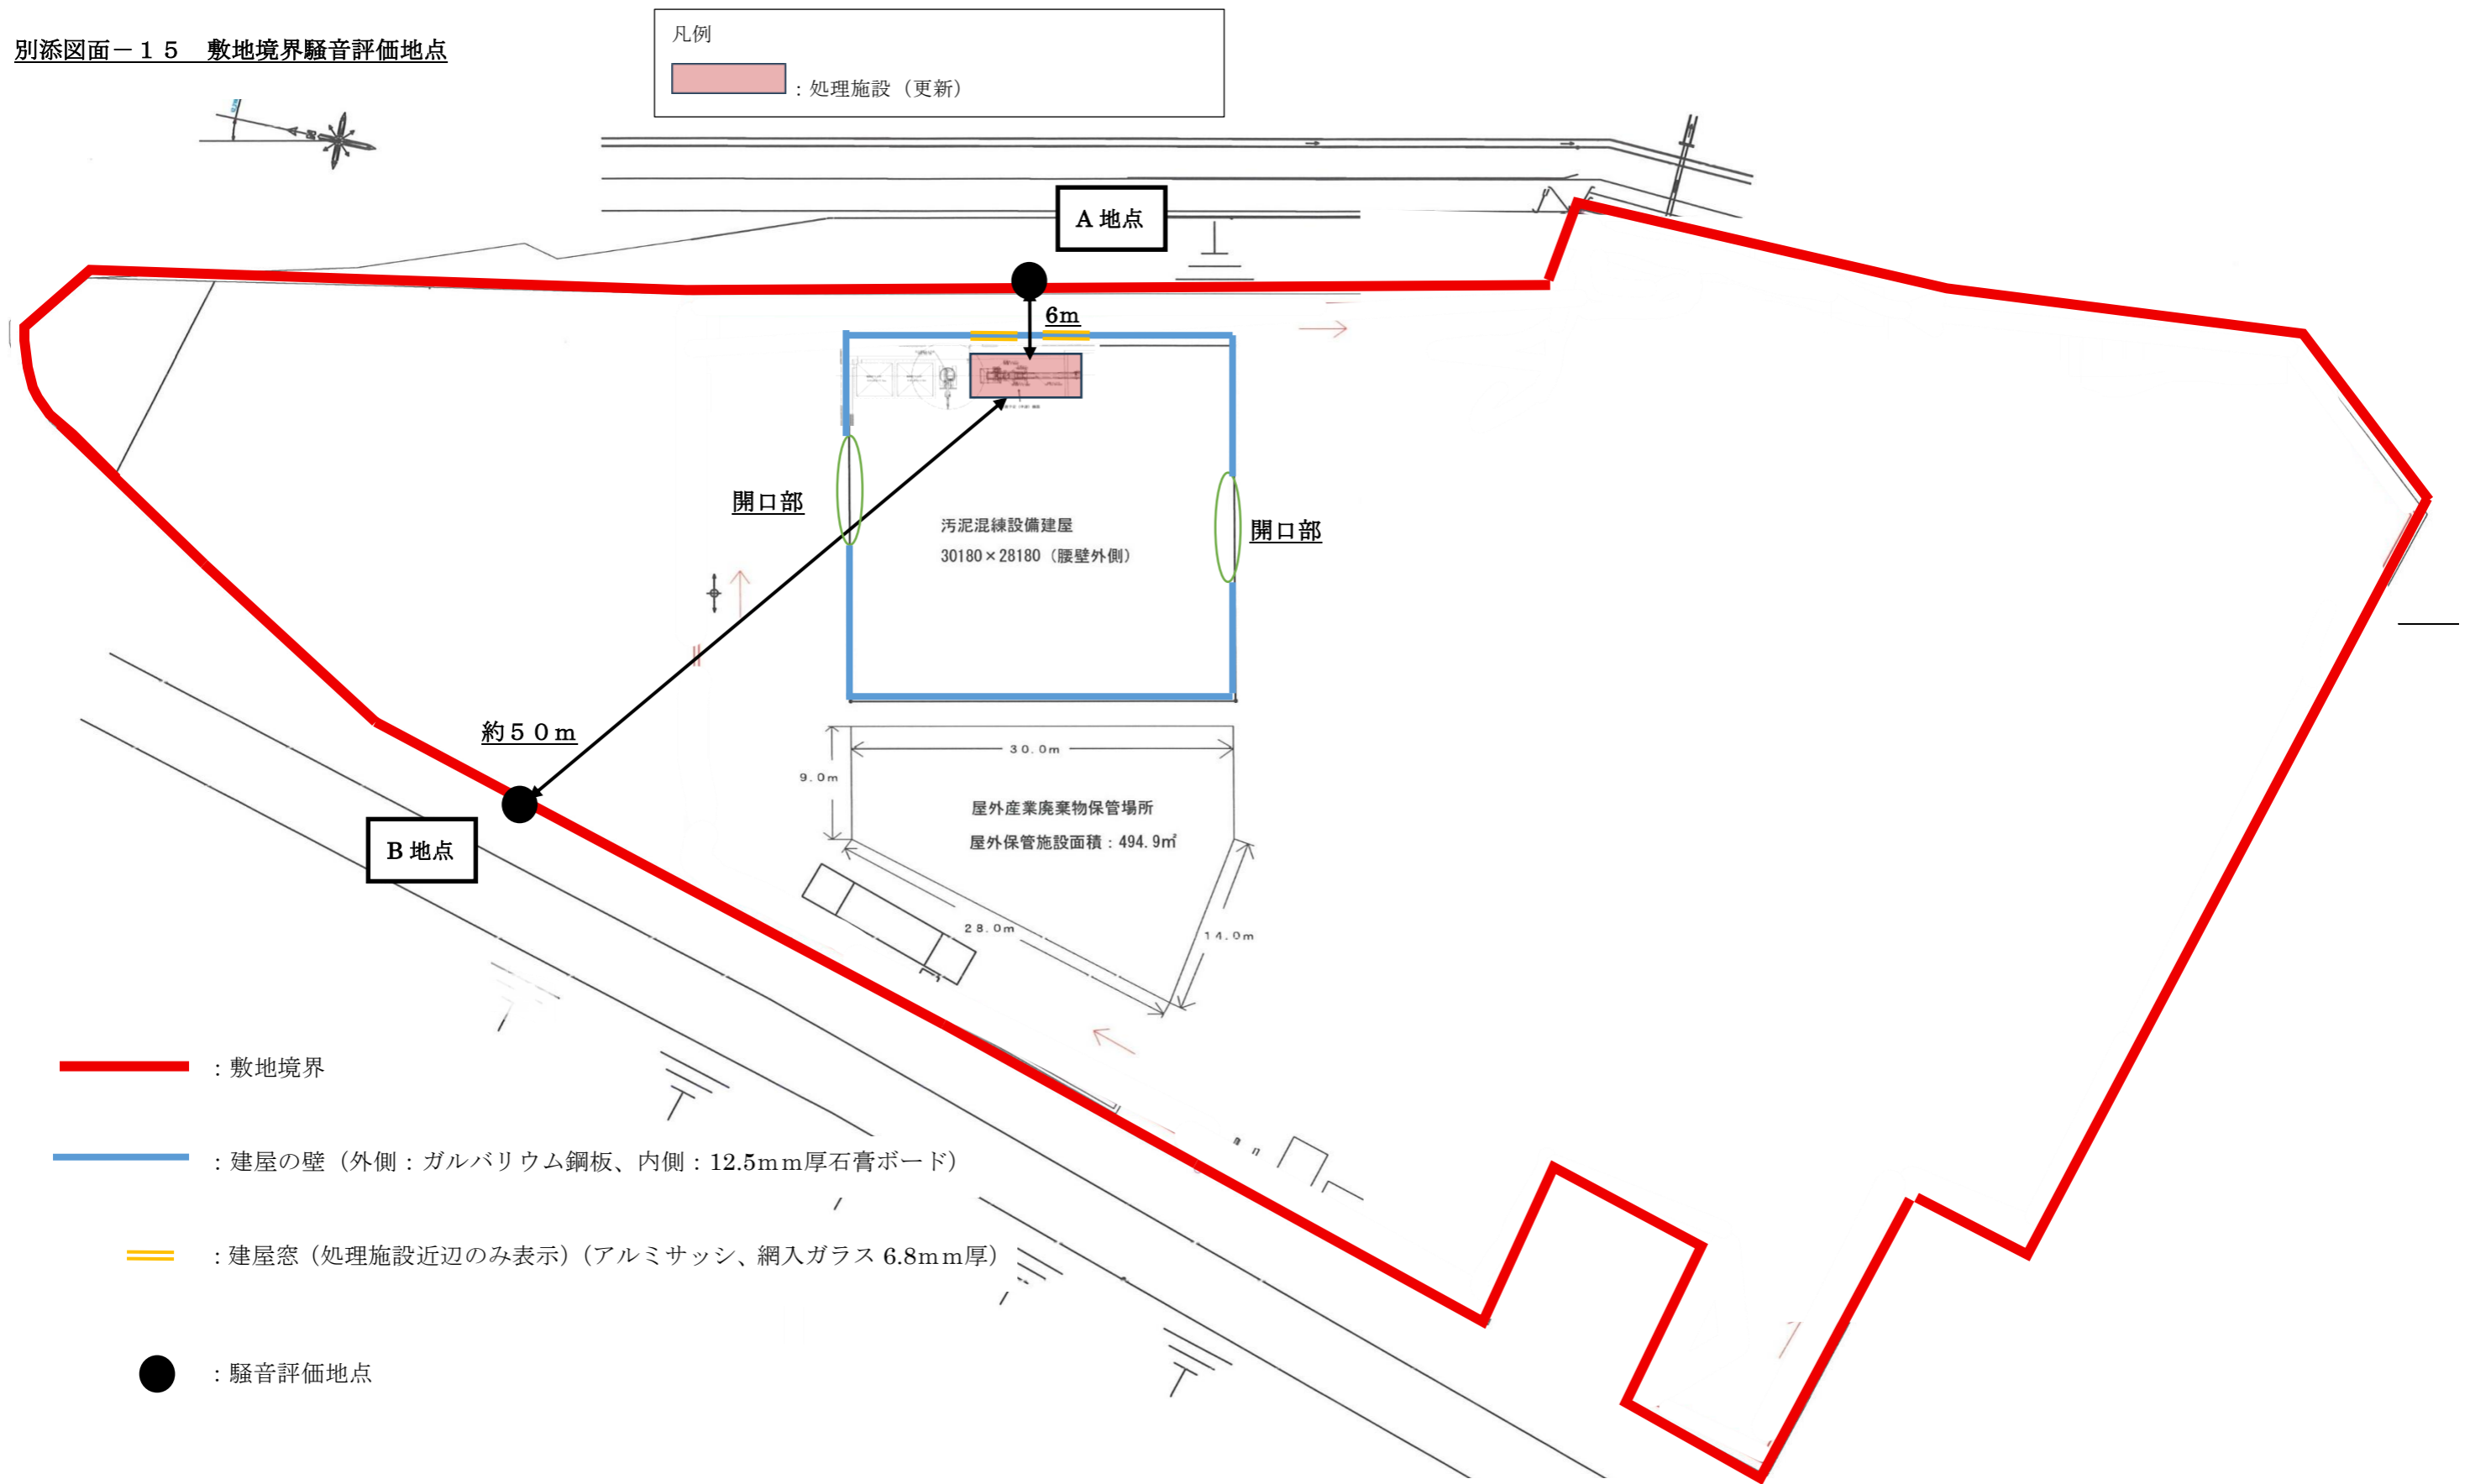 別添図面－１５　敷地境界騒音評価地点
凡例
：処理施設（更新）
A 地点
6m
開口部
開口部
汚泥混練設備建屋
30180×28180（腰壁外側）
約５０ｍ
B 地点
30.0m
9.0m
屋外産業廃棄物保管場所
屋外保管施設面積：494.9㎡
28.0m
14.0m
：敷地境界
：建屋の壁（外側：ガルバリウム鋼板、内側：12.5ｍｍ厚石膏ボード）
：建屋窓（処理施設近辺のみ表示）（アルミサッシ、網入ガラス 6.8ｍｍ厚）
：騒音評価地点